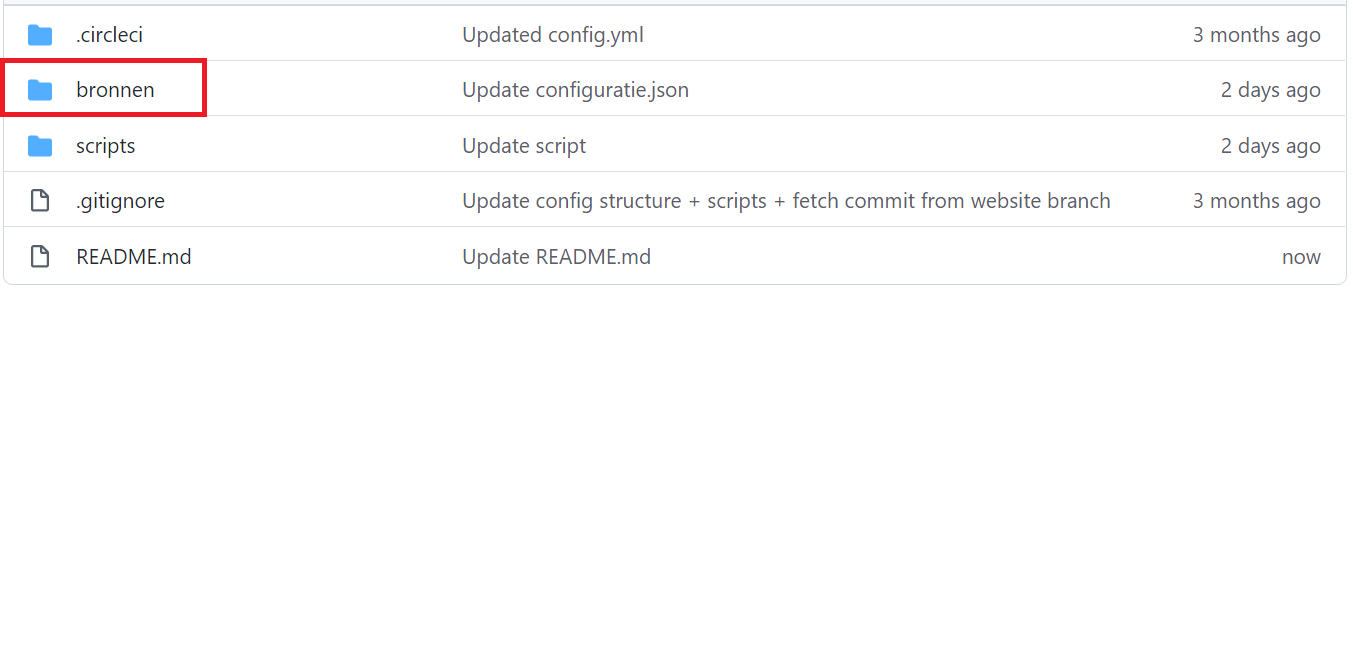 .circleci Updated config.yml 3 months ago
bronnen Update configuratie.json 2 days ago
scripts Update script 2 days ago
.gitignore Update config structure + scripts + fetch commit from website branch 3 months ago
README.md Update README.md now